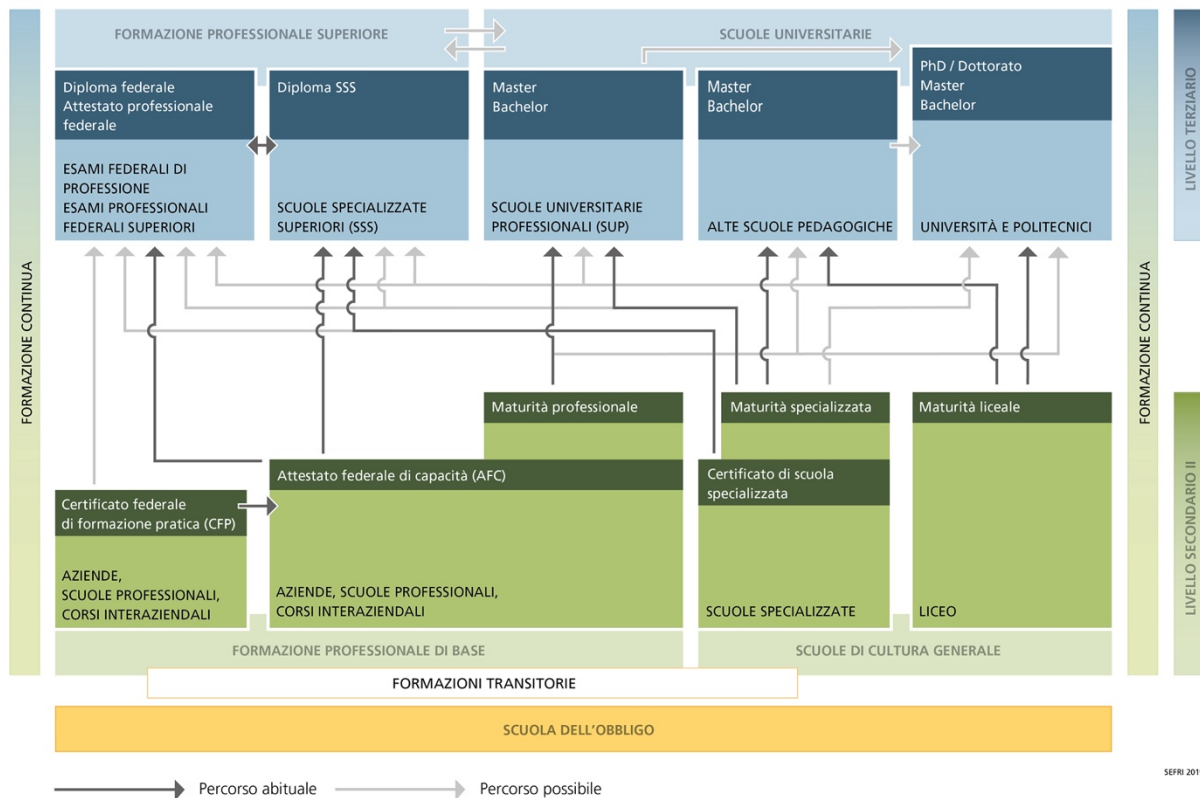 FORMAZIONE PROFESSIONALE SUPERIORE
SCUOLE UNIVERSITARIE
Diploma federale
Attestato professionale
federale
ESAMI FEDERALI DI
PROFESSIONE
ESAMI PROFESSIONALI
FEDERALI SUPERIORI
Diploma SSS
SCUOLE SPECIALIZZATE
SUPERIORI (SSS)
Master
Bachelor
SCUOLE UNIVERSITARIE
PROFESSIONALI (SUP)
Master
Bachelor
ALTE SCUOLE PEDAGOGICHE
PhD / Dottorato
Master
Bachelor
UNIVERSITÀ E POLITECNICI
FORMAZIONE CONTINUA
FORMAZIONE CONTINUA
LIVELLO TERZIARIO
LIVELLO SECONDARIO II
Maturità professionale
Maturità specializzata
Maturità liceale
Attestato federale di capacità (AFC)
Certificato di scuola
specializzata
Certificato federale
di formazione pratica (CFP)
AZIENDE,
SCUOLE PROFESSIONALI,
CORSI INTERAZIENDALI
AZIENDE, SCUOLE PROFESSIONALI,
CORSI INTERAZIENDALI
SCUOLE SPECIALIZZATE
LICEO
FORMAZIONE PROFESSIONALE DI BASE
SCUOLE DI CULTURA GENERALE
FORMAZIONI TRANSITORIE
SCUOLA DELL'OBBLIGO
Percorso abituale
Percorso possibile
SEFRI